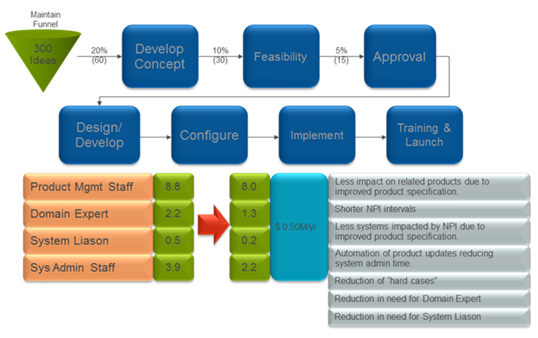 Maintain
Funnel
300
Ideas
20%
(60)
Develop
Concept
10%
(30)
Feasibility
5%
(15)
Approval
Design/
Develop
Configure
Implement
Training &
Launch
Product Mgmt Staff
8.8
8.0
Domain Expert
2.2
1.3
System Liason
0.5
0.2
Sys Admin Staff
3.9
2.2
$ 0.50M/yr
Less impact on related products due to
improved product specification.
Shorter NPI intervals
Less systems impacted by NPI due to
improved product specification.
Automation of product updates reducing
system admin time.
Reduction of "hard cases"
Reduction in need for Domain Expert
Reduction in need for System Liason